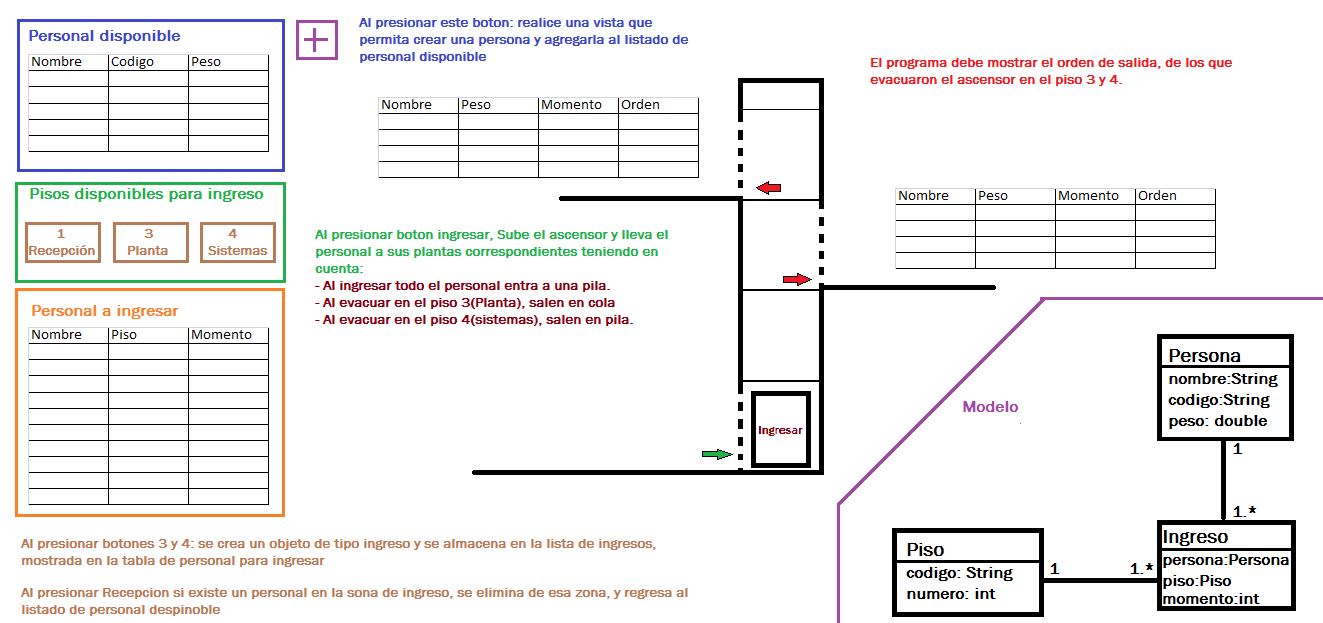 Personal disponible
Nombre Codigo Peso
Al presionar este boton: realice una vista que
permita crear una persona y agregarla al listado de
personal disponible
El programa debe mostrar el orden de salida, de los que
evacuaron el ascensor en el piso 3 y 4.
Nombre Peso Momento Orden
Pisos disponibles para ingreso
1
Recepción
3
Planta
4
Sistemas
Nombre Peso Momento Orden
Al presionar boton ingresar, Sube el ascensor y lleva el
personal a sus plantas correspondientes teniendo en
cuenta:
- Al ingresar todo el personal entra a una pila.
- Al evacuar en el piso 3(Planta), salen en cola
- Al evacuar en el piso 4(sistemas), salen en pila.
Personal a ingresar
Nombre Piso Momento
Ingresar
Modelo
Persona
nombre:String
codigo:String
peso: double
1
1.*
Ingreso
persona:Persona
piso:Piso
momento:int
Piso
codigo: String
numero: int
1
1.*
Al presionar botones 3 y 4: se crea un objeto de tipo ingreso y se almacena en la lista de ingresos,
mostrada en la tabla de personal para ingresar
Al presionar Recepcion si existe un personal en la sona de ingreso, se elimina de esa zona, y regresa al
listado de personal despinoble